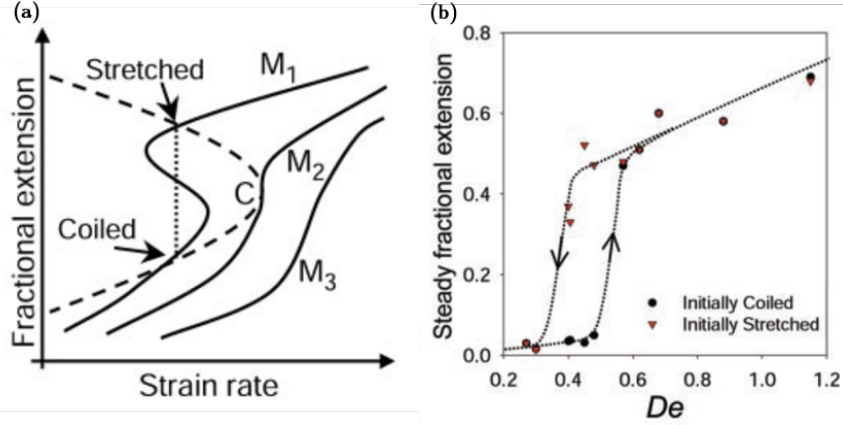 (a)
Fractional extension
Stretched
M1
M2
C
Coiled
M3
Strain rate
(b)
Steady fractional extension
0.8
0.6
0.4
0.2
0.0
Initially Coiled
Initially Stretched
0.2 0.4 0.6 0.8 1.0 1.2
De